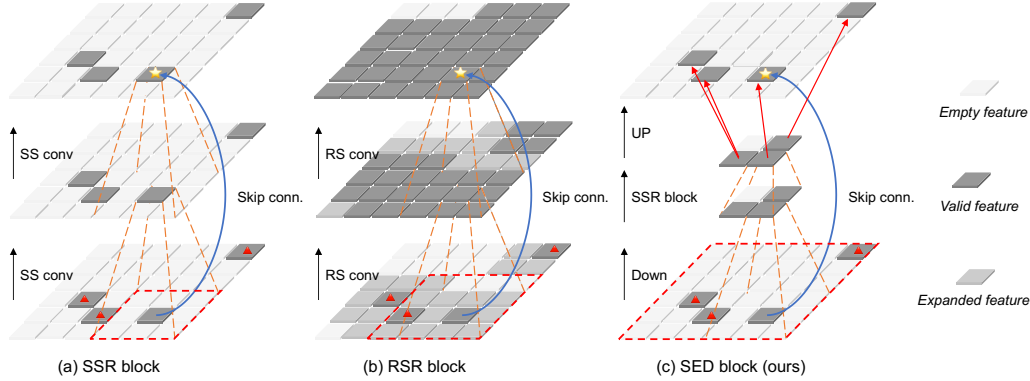 SS conv
Skip conn.
SS conv
(a) SSR block
RS conv
Skip conn.
RS conv
(b) RSR block
UP
SSR block
Skip conn.
Down
(c) SED block (ours)
Empty feature
Valid feature
Expanded feature